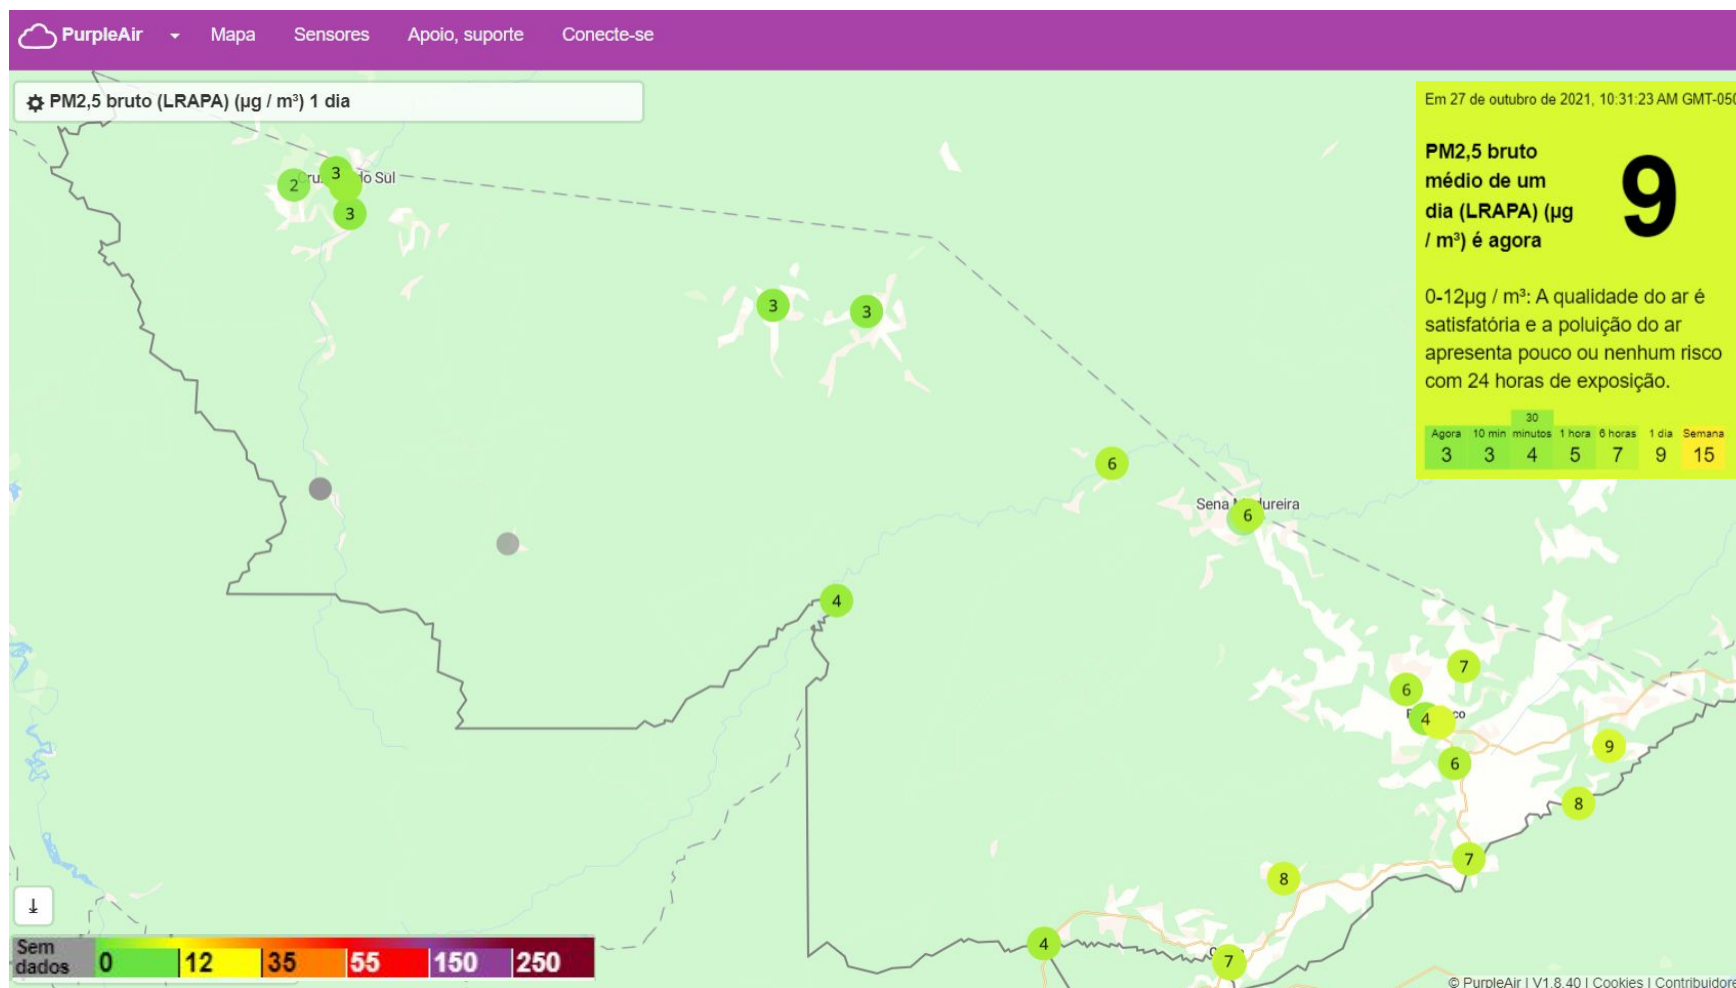 PurpleAir Mapa Sensores Apoio, suporte Conecte-se
PM2,5 bruto (LRAPA) (µg / m³) 1 dia
Em 27 de outubro de 2021, 10:31:23 AM GMT-050
PM2,5 bruto
médio de um
dia (LRAPA) (µg
/ m³) é agora
9
0-12µg / m³: A qualidade do ar é
satisfatória e a poluição do ar
apresenta pouco ou nenhum risco
com 24 horas de exposição.
Agora 10 min 30 minutos 1 hora 6 horas 1 dia Semana
3 3 4 5 7 9 15
2
3
do Sul
3
3
3
6
Sena
6
4
7
6
4
9
6
8
7
8
4
7
Sem
dados
0 12 35 55 150 250
© PurpleAir | V1.8.40 | Cookies | Contribuidore